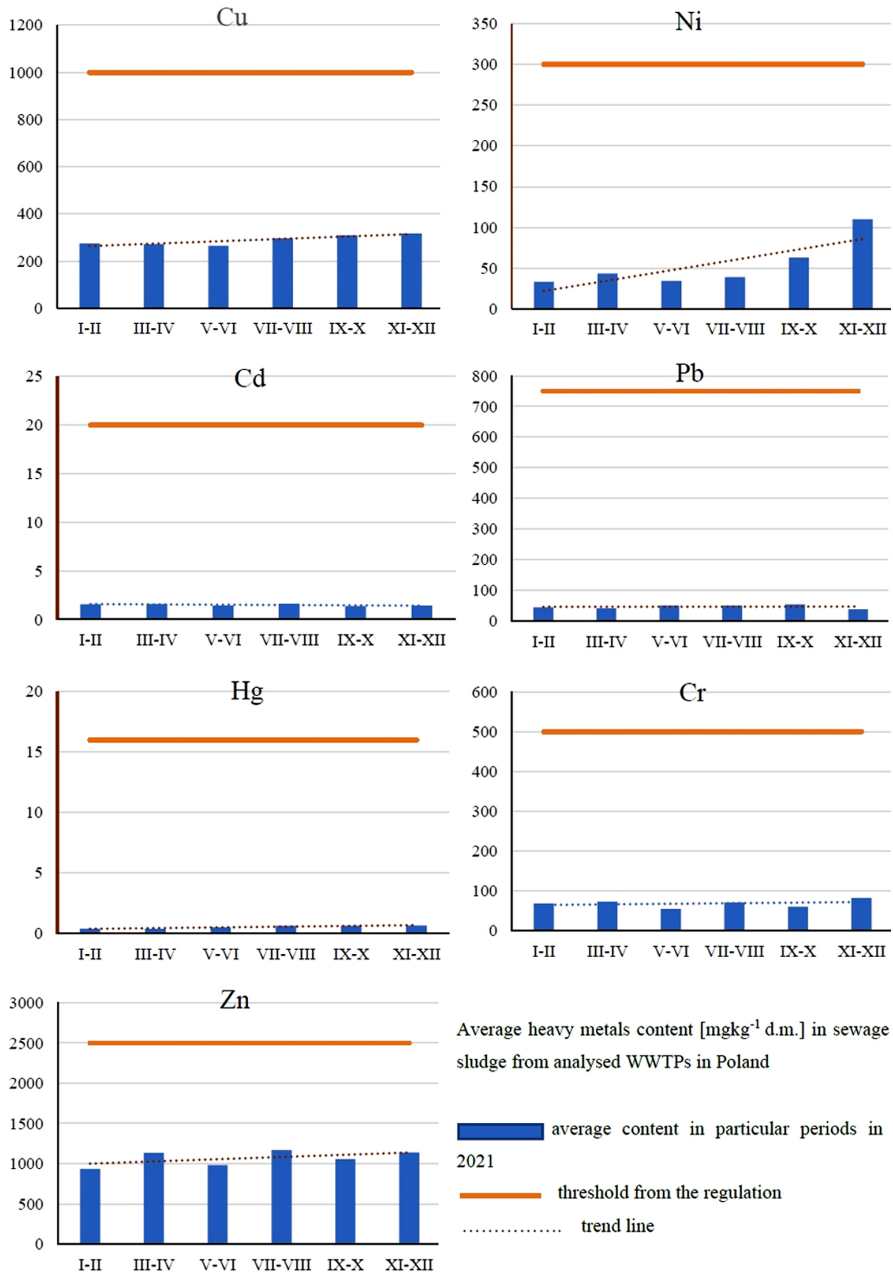 Cu
1200
1000
800
600
400
200
0
I-II III-IV V-VI VII-VIII IX-X XI-XII
Ni
350
300
250
200
150
100
50
0
I-II III-IV V-VI VII-VIII IX-X XI-XII
Cd
25
20
15
10
5
0
I-II III-IV V-VI VII-VIII IX-X XI-XII
Pb
800
700
600
500
400
300
200
100
0
I-II III-IV V-VI VII-VIII IX-X XI-XII
Hg
20
15
10
5
0
I-II III-IV V-VI VII-VIII IX-X XI-XII
Cr
600
500
400
300
200
100
0
I-II III-IV V-VI VII-VIII IX-X XI-XII
Zn
3000
2500
2000
1500
1000
500
0
I-II III-IV V-VI VII-VIII IX-X XI-XII
Average heavy metals content [mgkg⁻¹ d.m.] in sewage
sludge from analysed WWTPs in Poland
average content in particular periods in
2021
threshold from the regulation
trend line